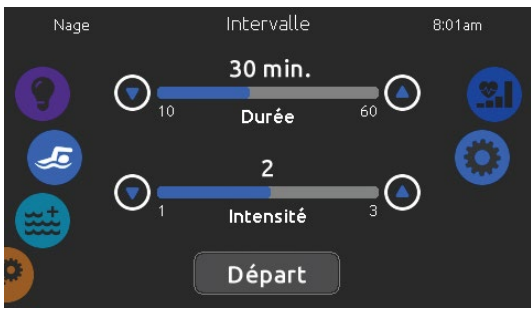 Nage Intervalle 8:01am
30 min.
10 Durée 60
2
1 Intensité 3
Départ